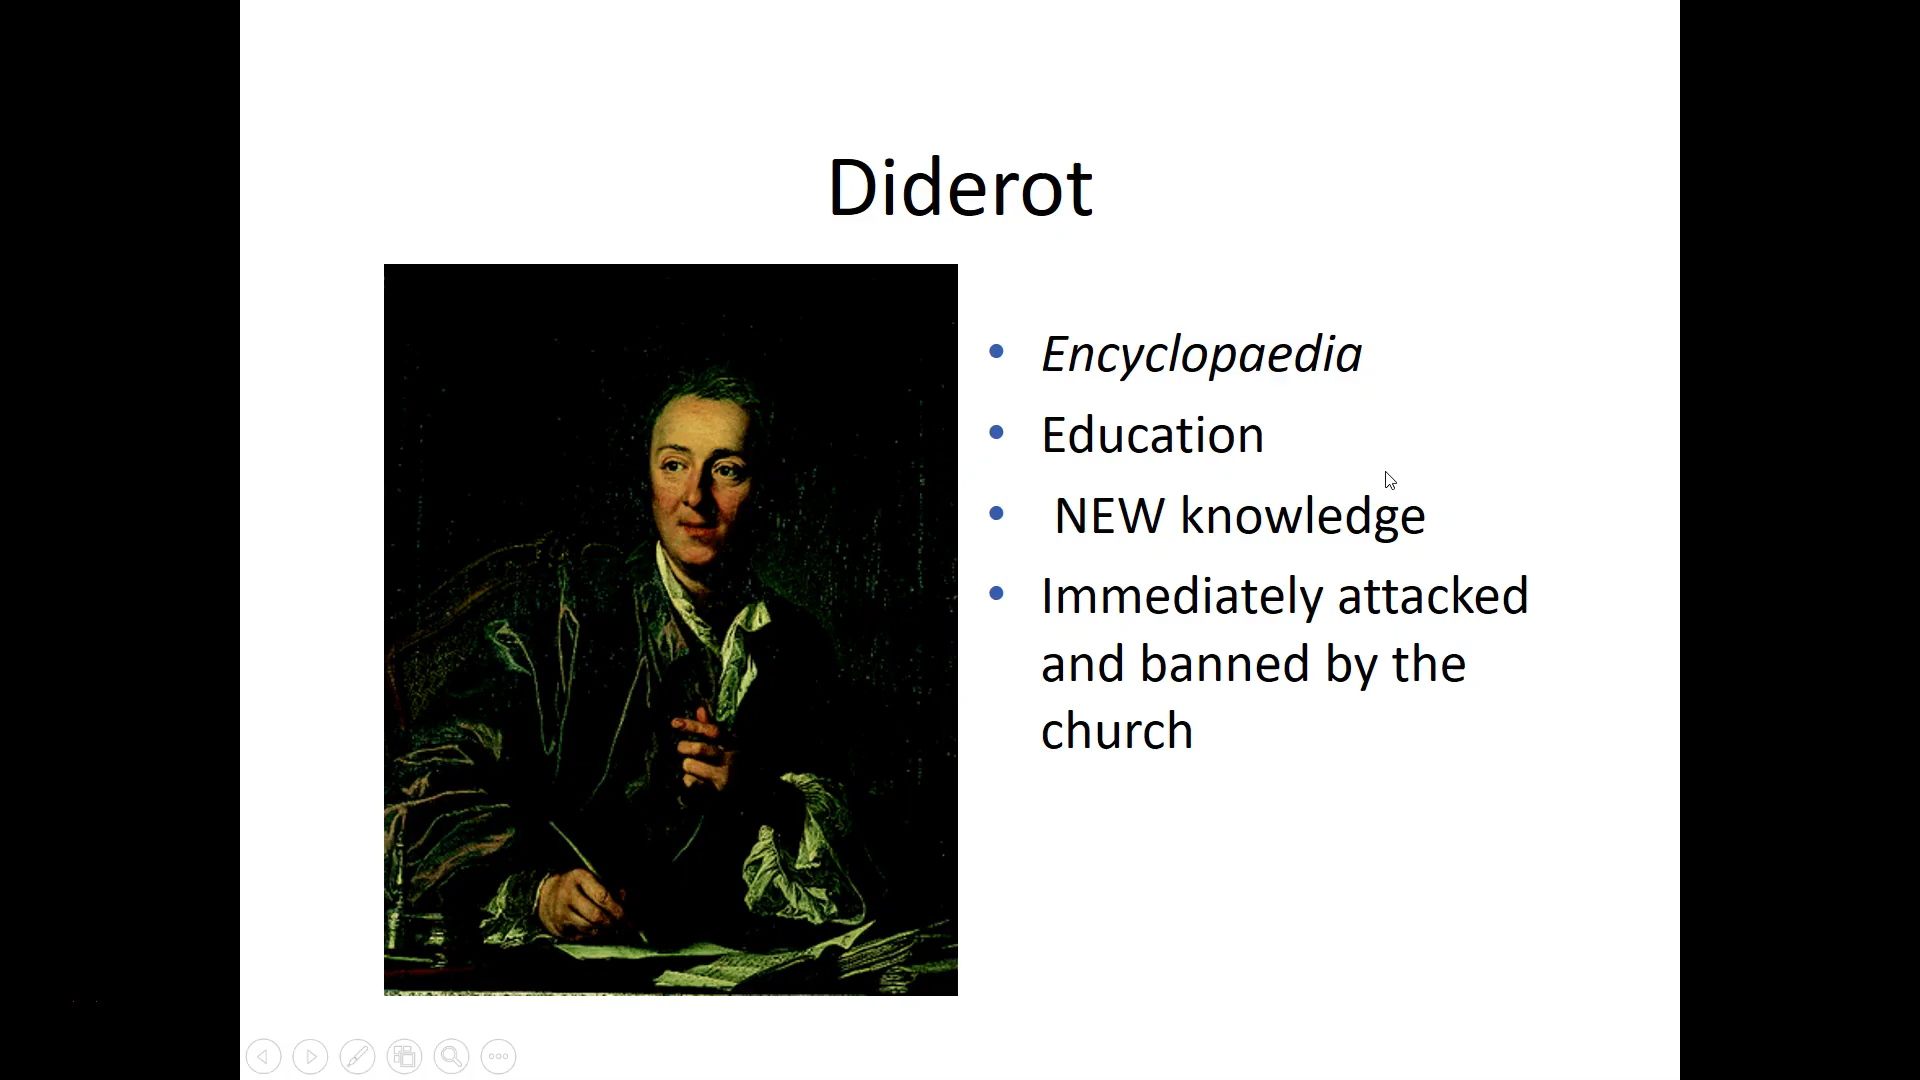 Diderot
Encyclopaedia
Education
NEW knowledge
Immediately attacked
and banned by the
church